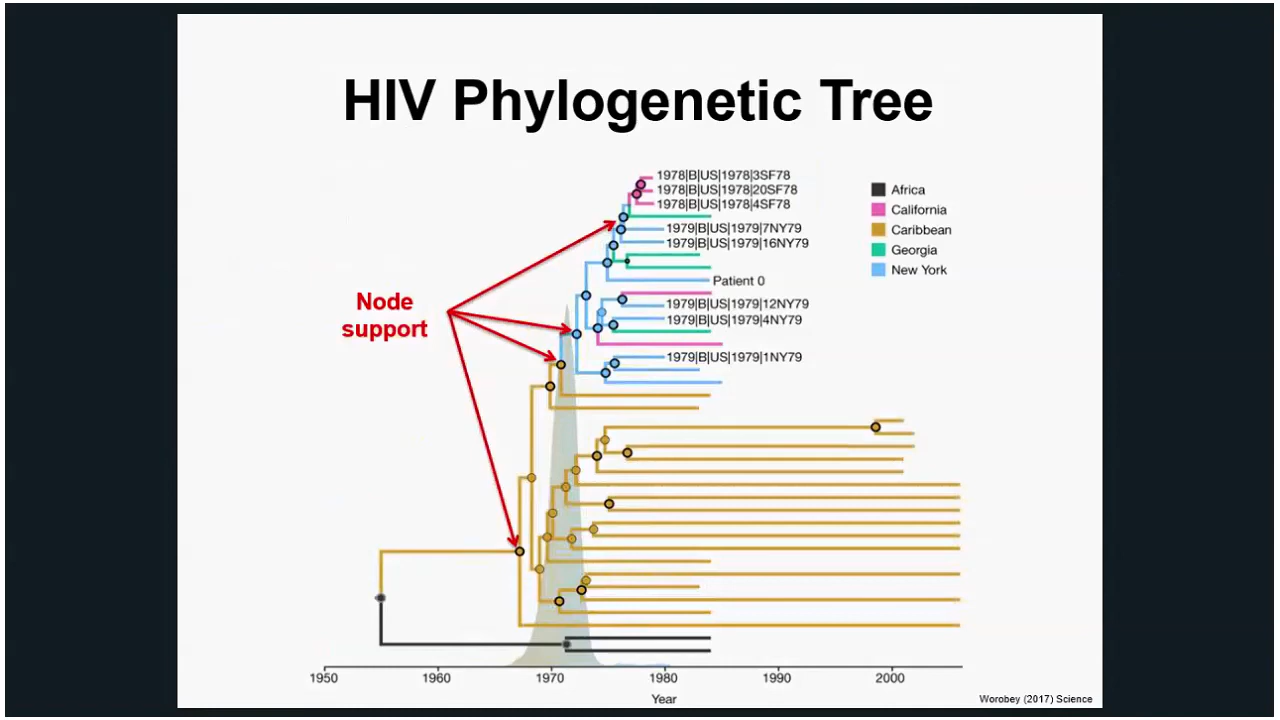 HIV Phylogenetic Tree
1978|B|US|1978|3SF78
1978|B|US|1978|20SF78
1978|B|US|1978|4SF78
1979|B|US|1979|7NY79
1979|B|US|1979|16NY79
Patient 0
1979|B|US|1979|12NY79
1979|B|US|1979|4NY79
1979|B|US|1979|1NY79
Africa
California
Caribbean
Georgia
New York
Node
support
1950 1960 1970 1980 1990 2000
Year
Worobey (2017) Science